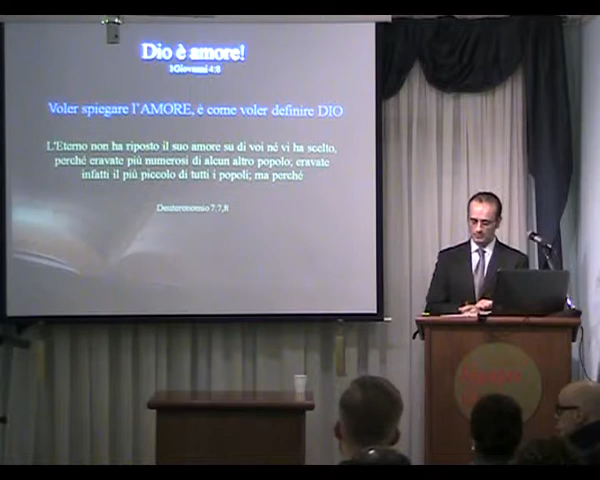 Dio è amore!
1Giovanni 4:8
Voler spiegare l'AMORE, è come voler definire DIO
L'Eterno non ha riposto il suo amore su di voi né vi ha scelto,
perché eravate più numerosi di alcun altro popolo; eravate
infatti il più piccolo di tutti i popoli; ma perché
Deuteronomio 7:7,8